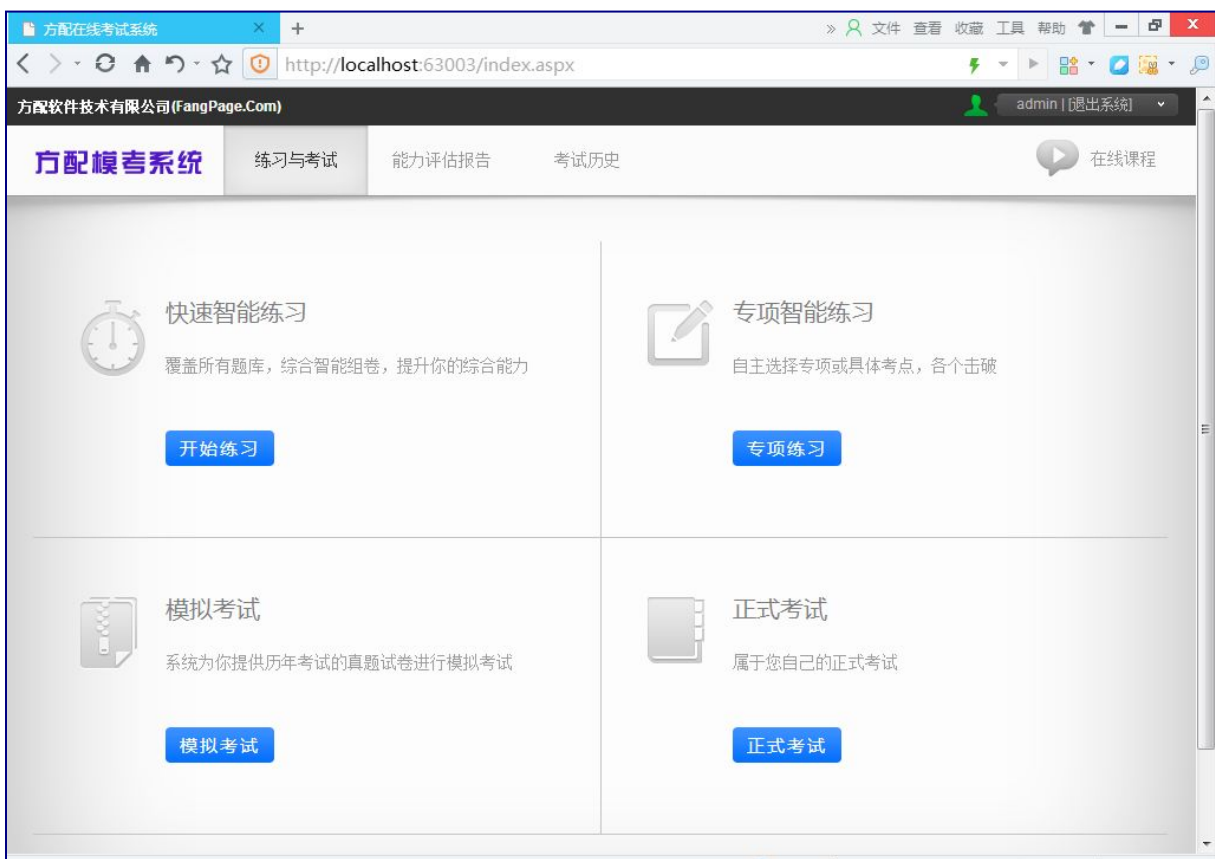 方配在线考试系统
» 文件 查看 收藏 工具 帮助
http://localhost:63003/index.aspx
方配软件技术有限公司(FangPage.Com)
admin | [退出系统]
方配模考系统 练习与考试 能力评估报告 考试历史 在线课程
快速智能练习
覆盖所有题库，综合智能组卷，提升你的综合能力
开始练习
专项智能练习
自主选择专项或具体考点，各个击破
专项练习
模拟考试
系统为你提供历年考试的真题试卷进行模拟考试
模拟考试
正式考试
属于您自己的正式考试
正式考试